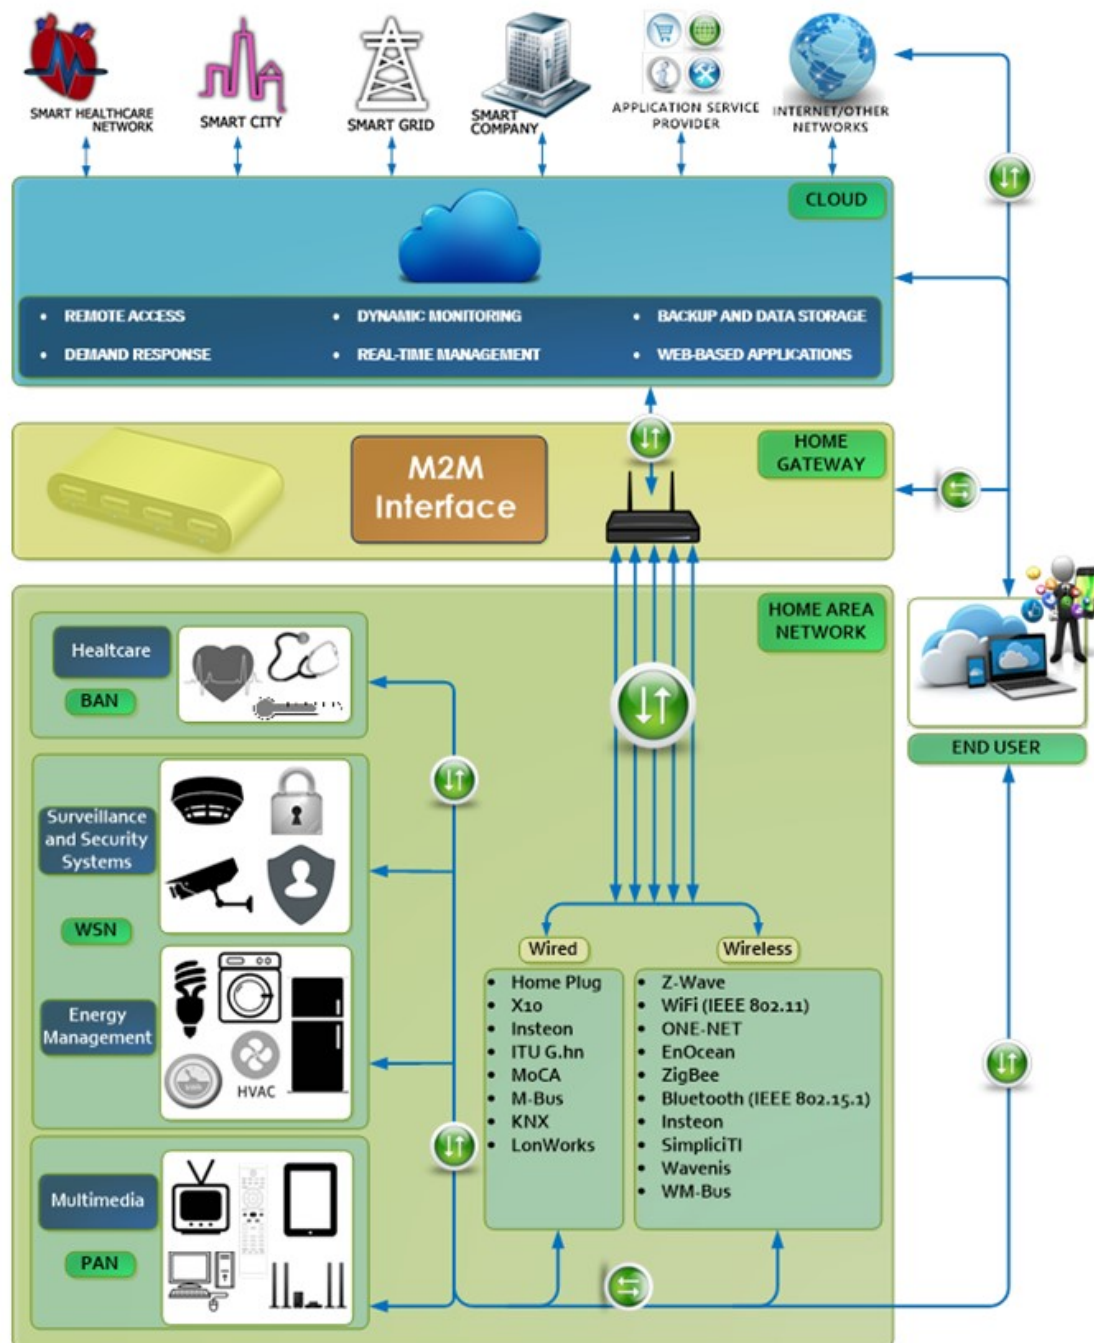 SMART HEALTHCARE
NETWORK
SMART CITY
SMART GRID
SMART
COMPANY
APPLICATION SERVICE
PROVIDER
INTERNET/OTHER
NETWORKS
CLOUD
• REMOTE ACCESS
• DYNAMIC MONITORING
• BACKUP AND DATA STORAGE
• DEMAND RESPONSE
• REAL-TIME MANAGEMENT
• WEB-BASED APPLICATIONS
M2M
Interface
HOME
GATEWAY
HOME AREA
NETWORK
Healtcare
BAN
END USER
Surveillance
and Security
Systems
WSN
Energy
Management
HVAC
Multimedia
PAN
Wired
• Home Plug
• X10
• Insteon
• ITU G.hn
• MoCA
• M-Bus
• KNX
• LonWorks
Wireless
• Z-Wave
• WiFi (IEEE 802.11)
• ONE-NET
• EnOcean
• ZigBee
• Bluetooth (IEEE 802.15.1)
• Insteon
• SimpliciTI
• Wavenis
• WM-Bus